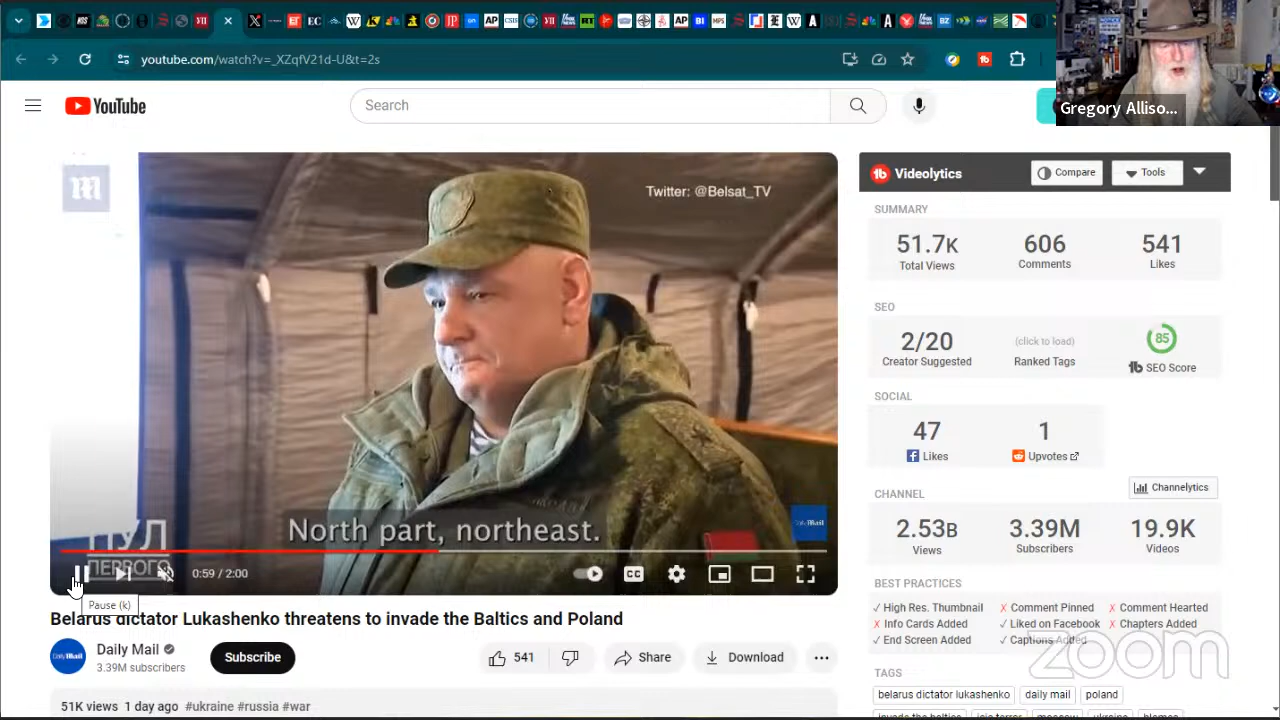 youtube.com/watch?v=_XZqfV21d-U&t=2s
Gregory Alliso...
YouTube
Search
m
Twitter: @Belsat_TV
North part, northeast.
ПУЛ
ПЕРВОГО
Daily Mail
0:59 / 2:00
CC
Pause (k)
Belarus dictator Lukashenko threatens to invade the Baltics and Poland
Daily Mail
3.39M subscribers
Subscribe
541
Share
Download
51K views 1 day ago #ukraine #russia #war
Videolytics
Compare
Tools
SUMMARY
51.7K 606 541
Total Views Comments Likes
SEO
2/20 (click to load) 85
Creator Suggested Ranked Tags SEO Score
SOCIAL
47 1
Likes Upvotes
CHANNEL
Channelytics
2.53B 3.39M 19.9K
Views Subscribers Videos
BEST PRACTICES
✓ High Res. Thumbnail ✗ Comment Pinned ✗ Comment Hearted
✗ Info Cards Added ✓ Lined on Facebook ✗ Chapters Added
✓ End Screen Added ✓ Captions Added
zoom
TAGS
belarus dictator lukashenko daily mail poland